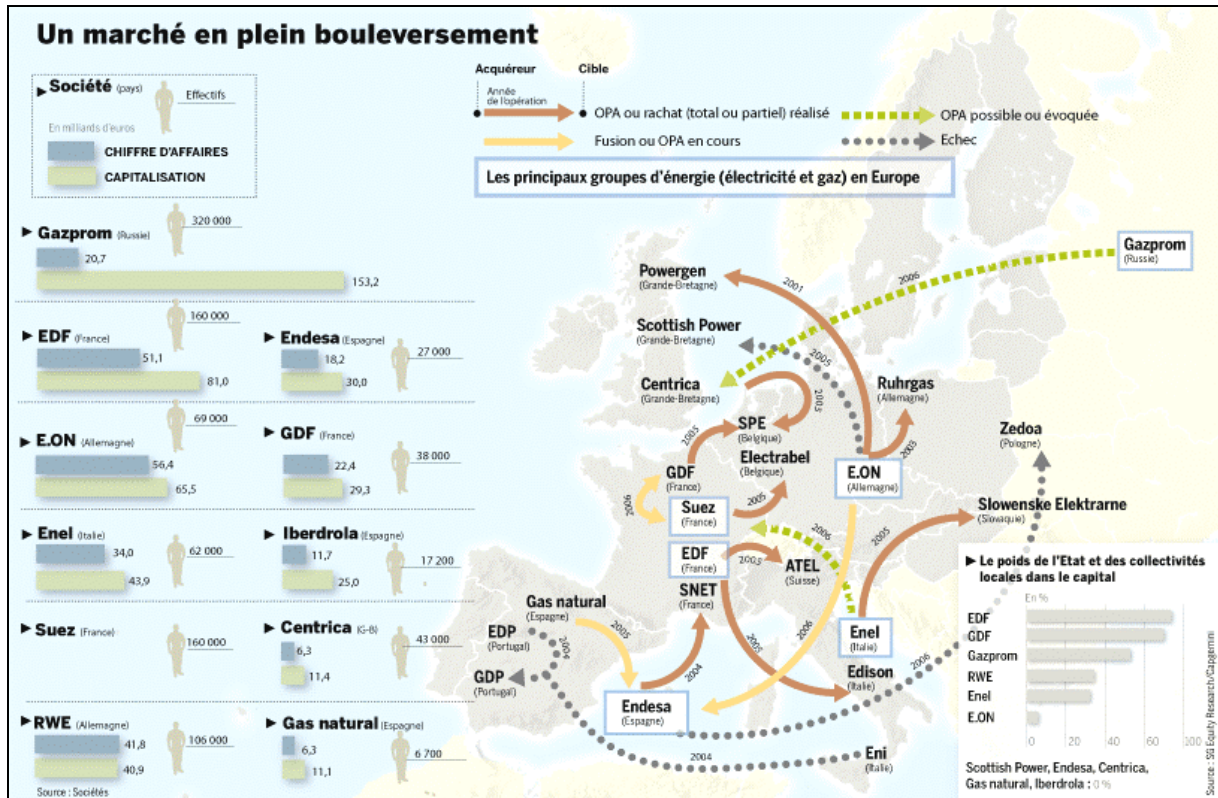 Un marché en plein bouleversement
Société (pays)
Effectifs
En milliards d'euros
CHIFFRE D'AFFAIRES
CAPITALISATION
Acquéreur
Cible
Année
de l'opération
OPA ou rachat (total ou partiel) réalisé
OPA possible ou évoquée
Fusion ou OPA en cours
Echec
Les principaux groupes d'énergie (électricité et gaz) en Europe
Gazprom (Russie)
320 000
20,7
153,2
EDF (France)
160 000
51,1
81,0
Endesa (Espagne)
27 000
18,2
30,0
E.ON (Allemagne)
69 000
56,4
65,5
GDF (France)
38 000
22,4
29,3
Enel (Italie)
62 000
34,0
43,9
Iberdrola (Espagne)
17 200
11,7
25,0
Suez (France)
160 000
Centrica (G-B)
43 000
6,3
11,4
RWE (Allemagne)
106 000
41,8
40,9
Gas natural (Espagne)
6 700
6,3
11,1
Source : Sociétés
Gazprom
(Russie)
2006
Powergen
(Grande-Bretagne)
2001
Scottish Power
(Grande-Bretagne)
2005
Centrica
(Grande-Bretagne)
2005
Ruhrgas
(Allemagne)
2003
SPE
(Belgique)
2005
Zedoa
(Pologne)
Electrabel
(Belgique)
2005
GDF
(France)
2006
E.ON
(Allemagne)
Suez
(France)
2006
Slowenske Elektrarne
(Slovaquie)
2005
EDF
(France)
2005
ATEL
(Suisse)
SNET
(France)
Gas natural
(Espagne)
2005
EDP
(Portugal)
2004
GDP
(Portugal)
Enel
(Italie)
2006
2005
2004
Edison
(Italie)
2006
Endesa
(Espagne)
2004
Eni
(Italie)
Le poids de l'Etat et des collectivités
locales dans le capital
En %
EDF
GDF
Gazprom
RWE
Enel
E.ON
0 20 40 60 80 100
Scottish Power, Endesa, Centrica,
Gas natural, Iberdrola : 0 %
Source : SG Equity Research/Capgemini